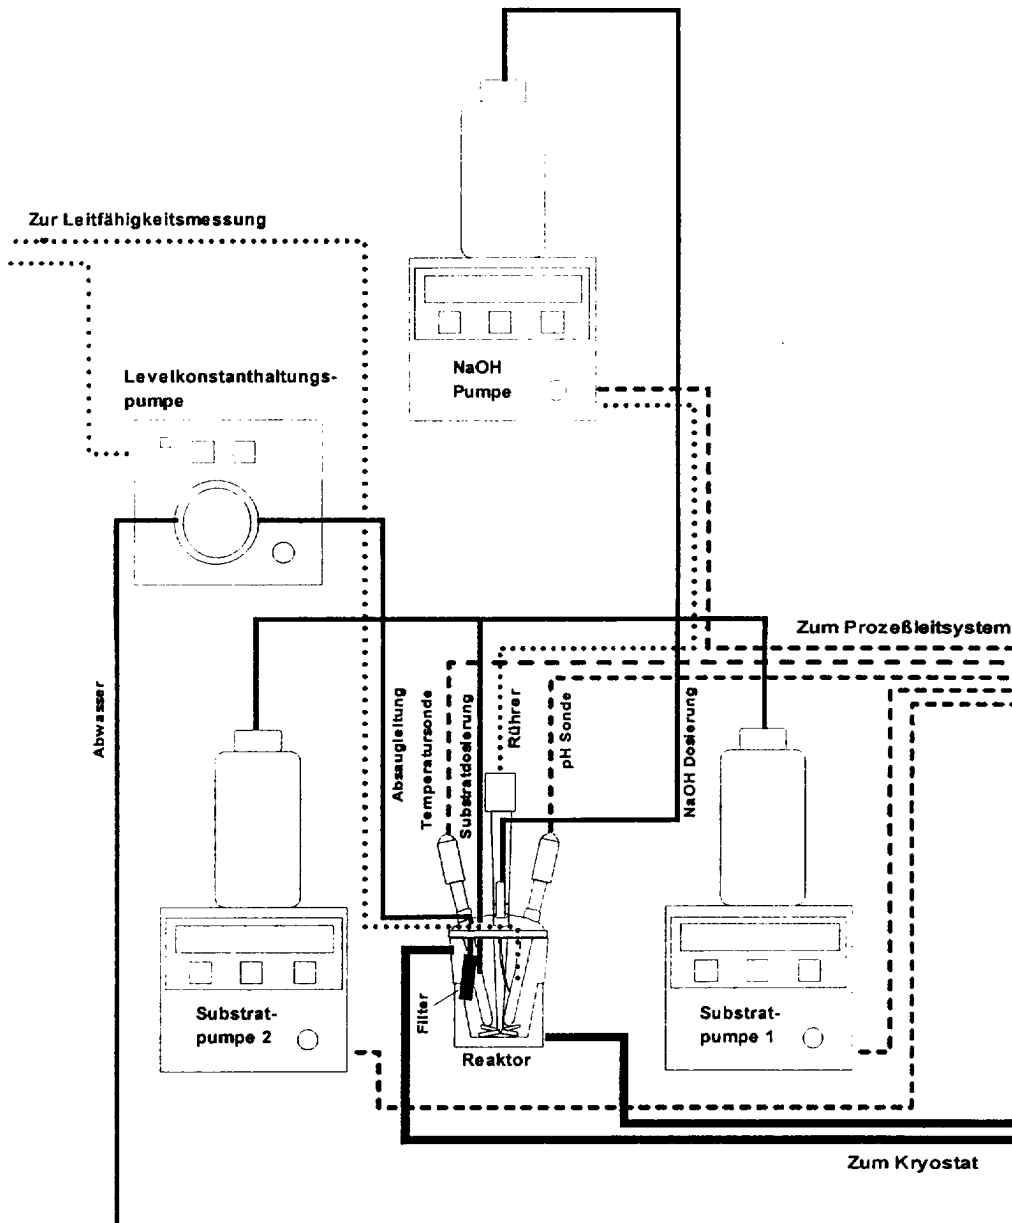 Zur Leitfähigkeitsmessung
NaOH
Pumpe
Levelkonstanthaltungs-
pumpe
Zum Prozeßleitsystem
Abwasser
Absaugleitung
Temperatursonde
Substratdosierung
Rührer
pH Sonde
NaOH Dosierung
Substrat-
pumpe 2
Filter
Reaktor
Substrat-
pumpe 1
Zum Kryostat